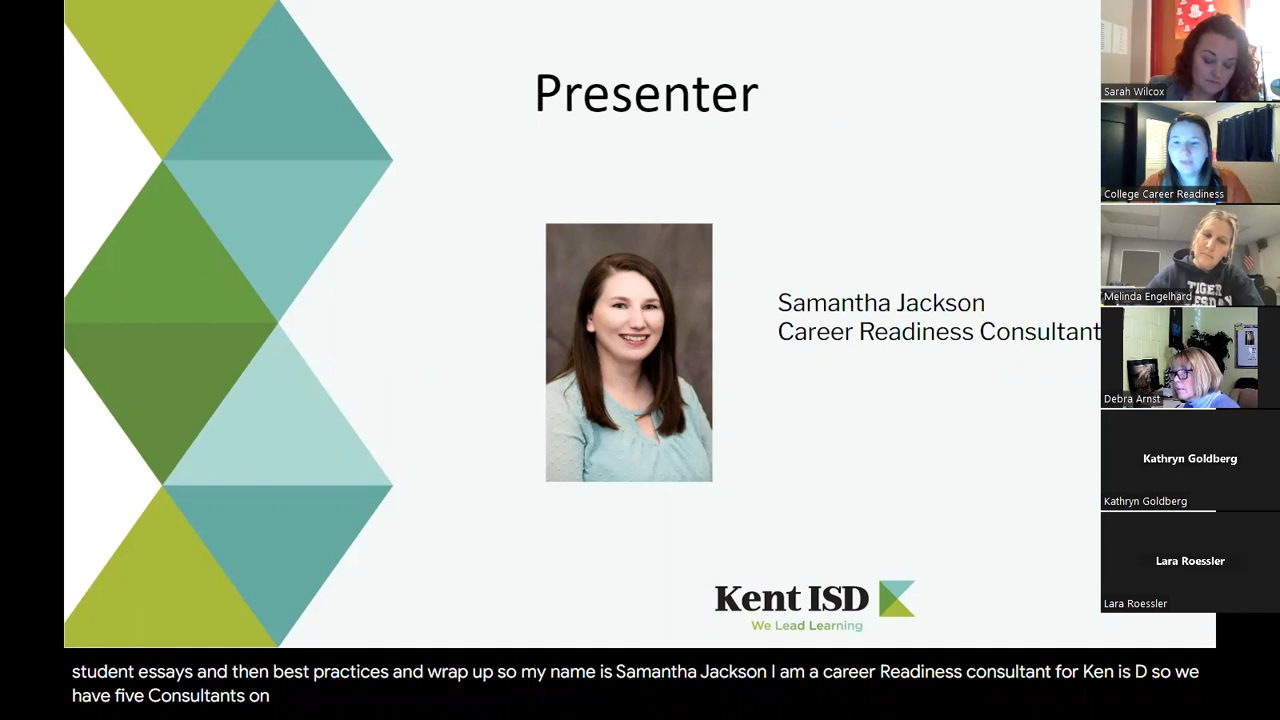 Presenter
Samantha Jackson
Career Readiness Consultant
Kent ISD
We Lead Learning
Sarah Wilcox
College Career Readiness
TIGER
Melinda Engelhard
Debra Arnst
Kathryn Goldberg
Kathryn Goldberg
Lara Roessler
Lara Roessler
student essays and then best practices and wrap up so my name is Samantha Jackson I am a career Readiness consultant for Ken is D so we
have five Consultants on